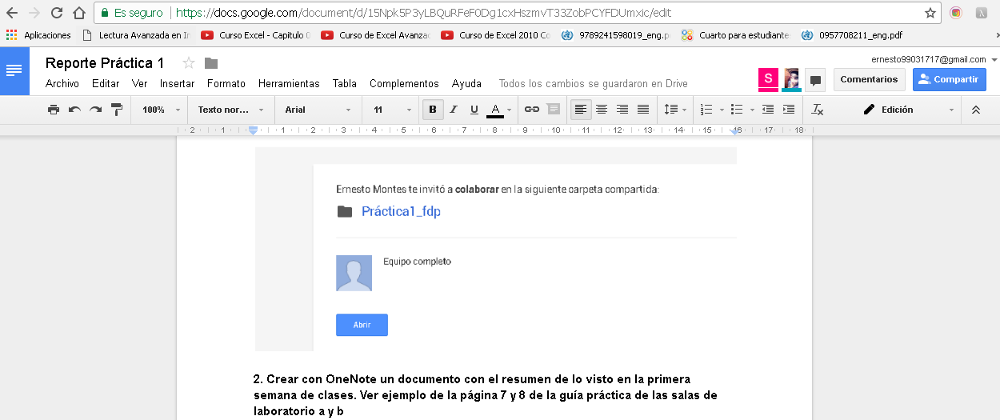 Es seguro | https://docs.google.com/document/d/15Npk5P3yLBQuRFeF0Dg1cxHszmvT33ZobPCYFDUmxic/edit
Aplicaciones Lectura Avanzada en In Curso Excel - Capitulo 0 Curso de Excel Avanzad Curso de Excel 2010 Co 9789241598019_eng.p Cuarto para estudiante 0957708211_eng.pdf
Reporte Práctica 1
ernesto99031717@gmail.com
Archivo Editar Ver Insertar Formato Herramientas Tabla Complementos Ayuda Todos los cambios se guardaron en Drive
S
Comentarios Compartir
100% Texto nor... Arial 11 B I U A Edición
2 1 1 2 3 4 5 6 7 8 9 10 11 12 13 14 15 16 17 18
Ernesto Montes te invitó a colaborar en la siguiente carpeta compartida:
Práctica1_fdp
Equipo completo
Abrir
2. Crear con OneNote un documento con el resumen de lo visto en la primera
semana de clases. Ver ejemplo de la página 7 y 8 de la guía práctica de las salas de
laboratorio a y b